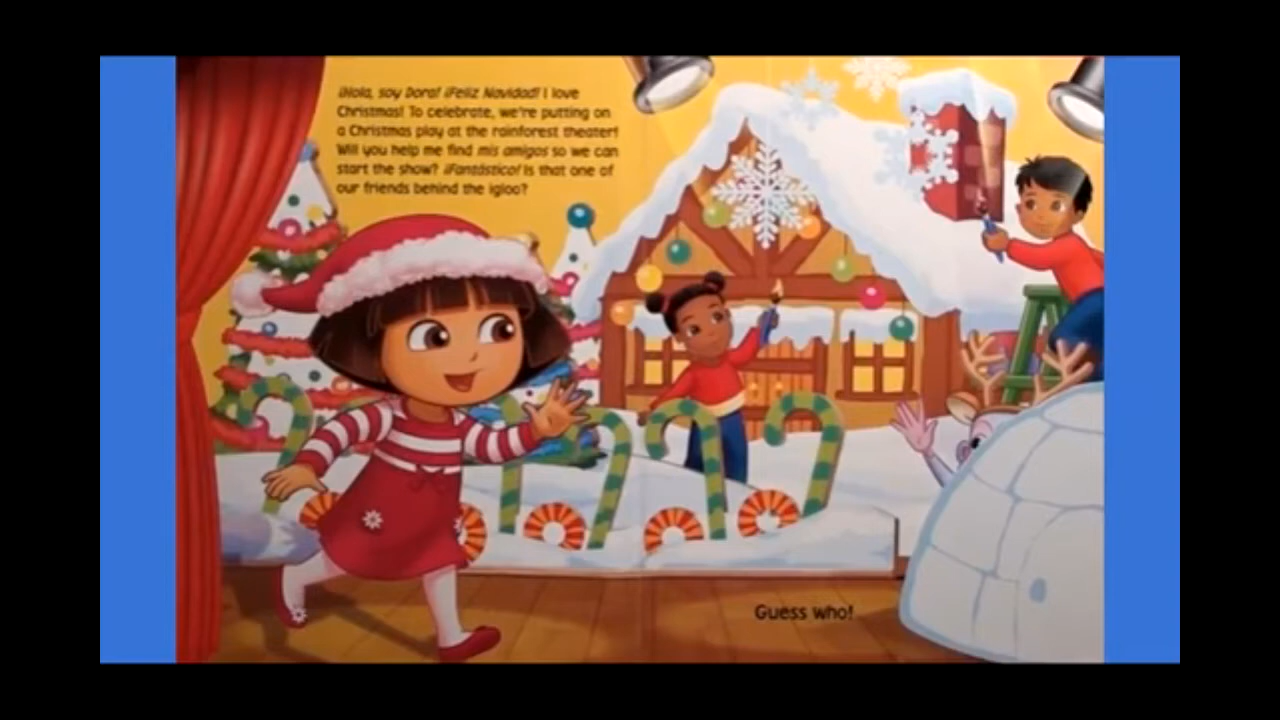 ¡Hola, soy Dora! ¡Feliz Navidad! I love
Christmas! To celebrate, we're putting on
a Christmas play at the rainforest theater!
Will you help me find mis amigos so we can
start the show? ¡Fantástico! Is that one of
our friends behind the igloo?
Guess who!